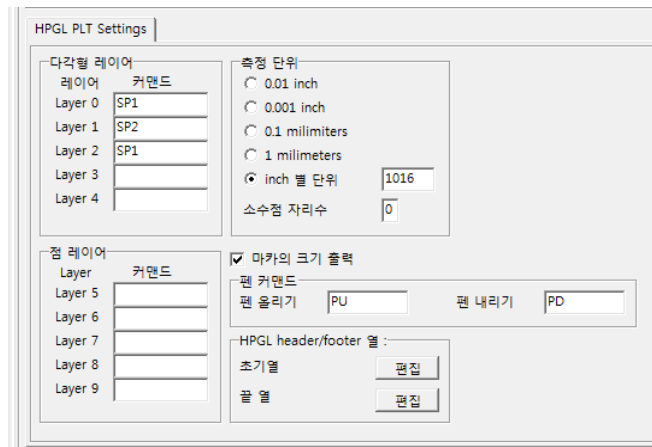 HPGL PLT Settings
다각형 레이어
레이어 커맨드
Layer 0 SP1
Layer 1 SP2
Layer 2 SP1
Layer 3
Layer 4
측정 단위
0.01 inch
0.001 inch
0.1 milimiters
1 milimeters
inch 별 단위 1016
소수점 자리수 0
점 레이어
Layer 커맨드
Layer 5
Layer 6
Layer 7
Layer 8
Layer 9
마카의 크기 출력
펜 커맨드
펜 올리기 PU 펜 내리기 PD
HPGL header/footer 열 :
초기열 편집
끝 열 편집